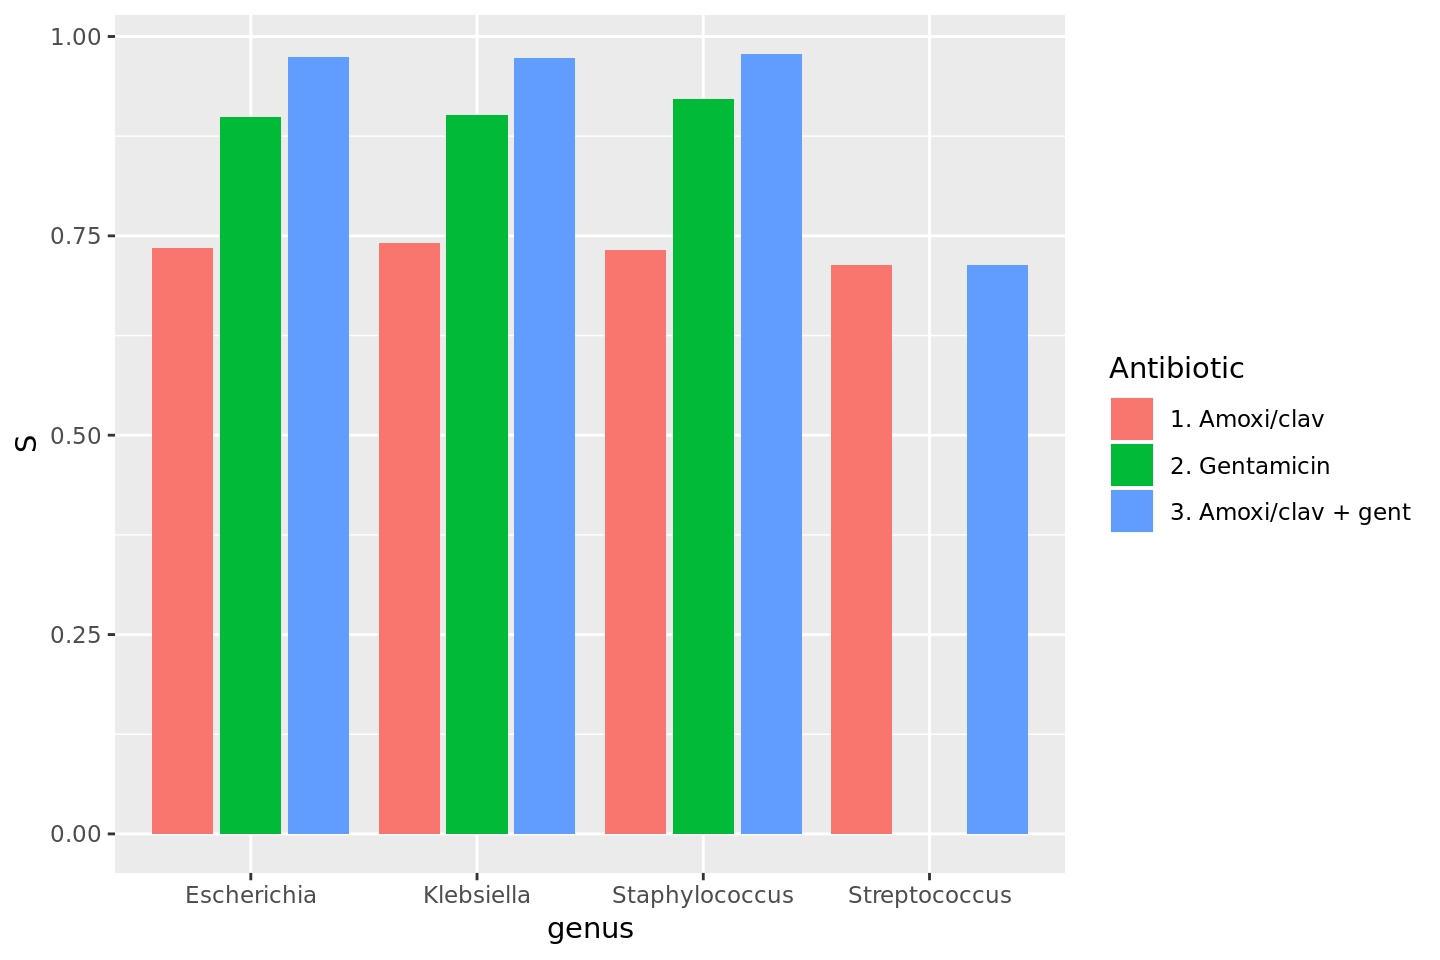 1.00
0.75
0.50
0.25
0.00
S
Escherichia Klebsiella Staphylococcus Streptococcus
genus
Antibiotic
1. Amoxi/clav
2. Gentamicin
3. Amoxi/clav + gent